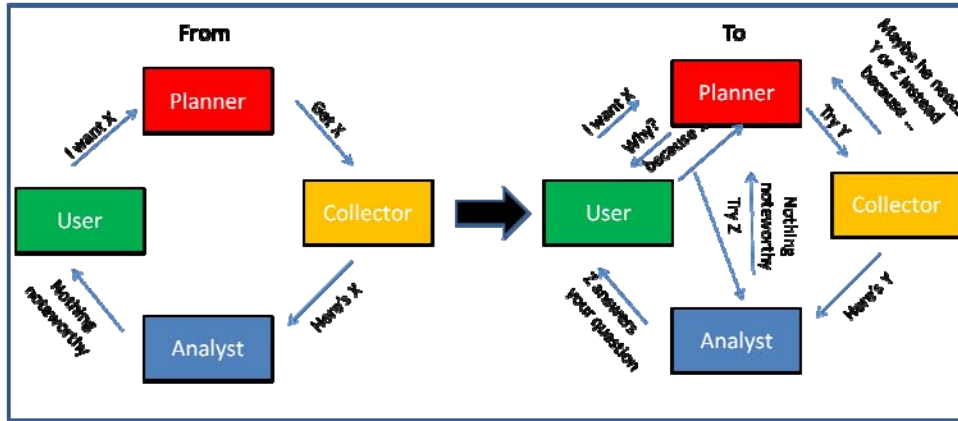 From
Planner
I want X
Get X
User
Collector
Nothing
noteworthy
Here's X
Analyst
To
Planner
I want X
Why?
because
Try Y
Maybe he
Y or Z instead
because ...
User
Collector
Try Z
Nothing
noteworthy
Z answers
your question
Here's Y
Analyst